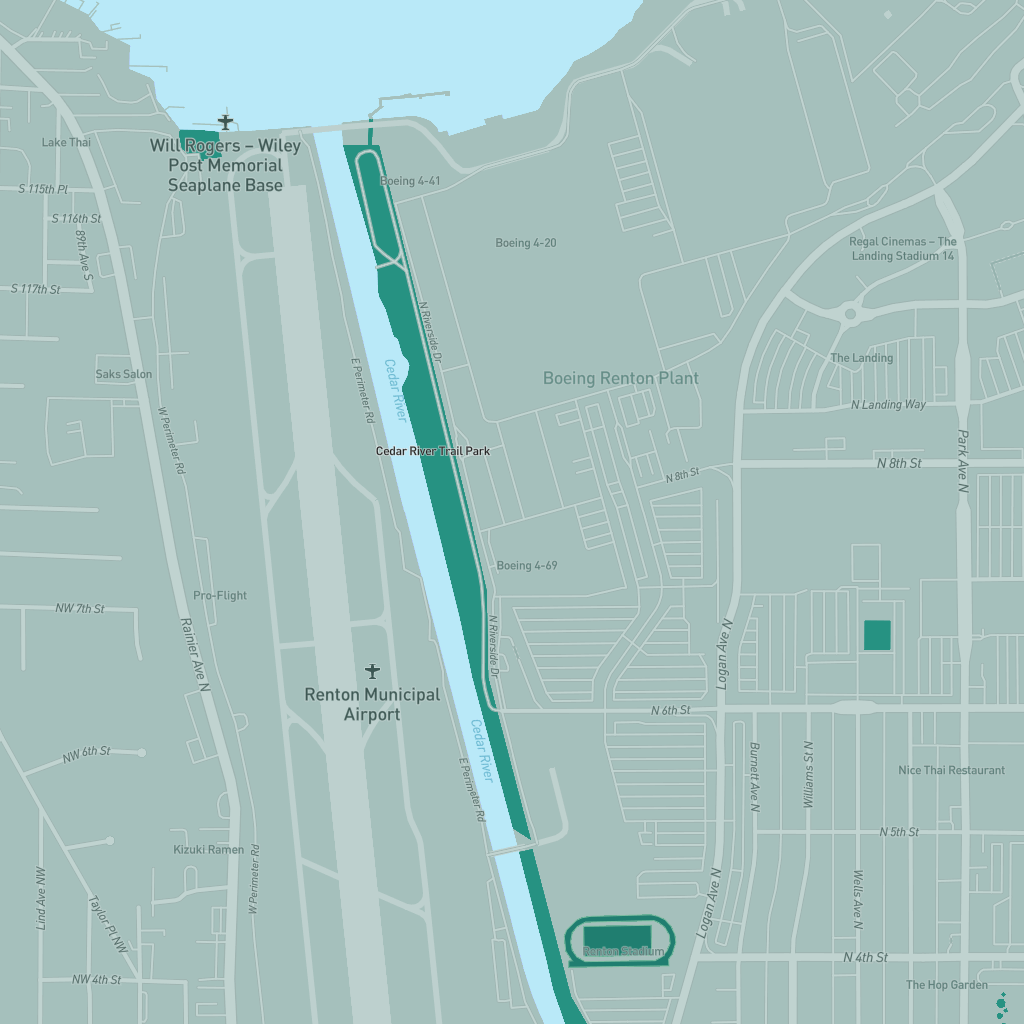 Lake Thai
Will Rogers – Wiley
Post Memorial
Seaplane Base
S 115th Pl
S 116th St
89th Ave S
S 117th St
Boeing 4-41
Boeing 4-20
Regal Cinemas – The
Landing Stadium 14
N Riverside Dr
The Landing
Saks Salon
E Perimeter Rd
Cedar River
Boeing Renton Plant
N Landing Way
W Perimeter Rd
Cedar River Trail Park
N 8th St
N 8th St
Park Ave N
Boeing 4-69
Pro-Flight
NW 7th St
Rainier Ave N
N Riverside Dr
Logan Ave N
Renton Municipal
Airport
N 6th St
NW 6th St
Cedar River
E Perimeter Rd
Burnett Ave N
Williams St N
Nice Thai Restaurant
N 5th St
Kizuki Ramen
W Perimeter Rd
Lind Ave NW
Taylor Pl NW
Wells Ave N
Logan Ave N
Renton Stadium
N 4th St
NW 4th St
The Hop Garden